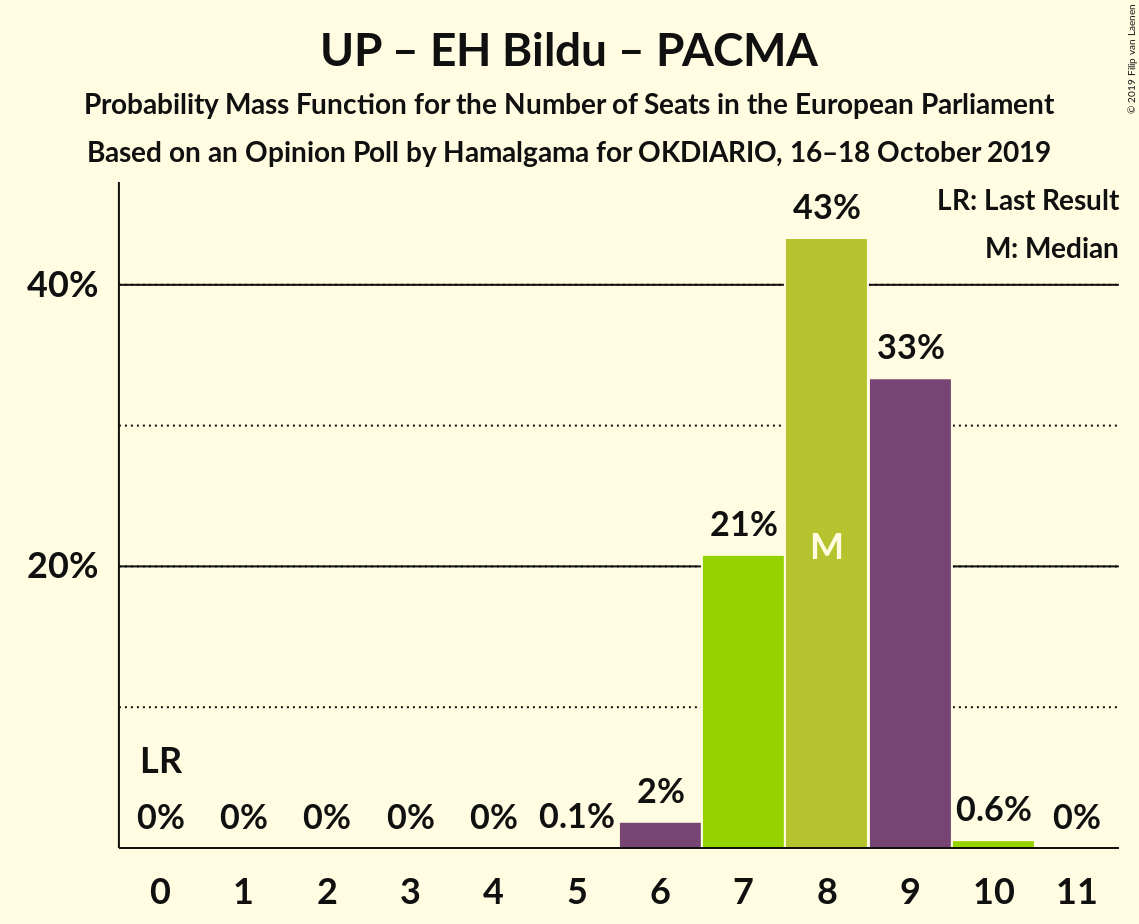 UP – EH Bildu – PACMA
Probability Mass Function for the Number of Seats in the European Parliament
Based on an Opinion Poll by Hamalgama for OKDIARIO, 16–18 October 2019
© 2019 Filip van Laenen
LR: Last Result
M: Median
43%
40%
33%
21%
M
20%
LR
0% 0% 0% 0% 0% 0.1% 2% 0.6% 0%
0 1 2 3 4 5 6 7 8 9 10 11